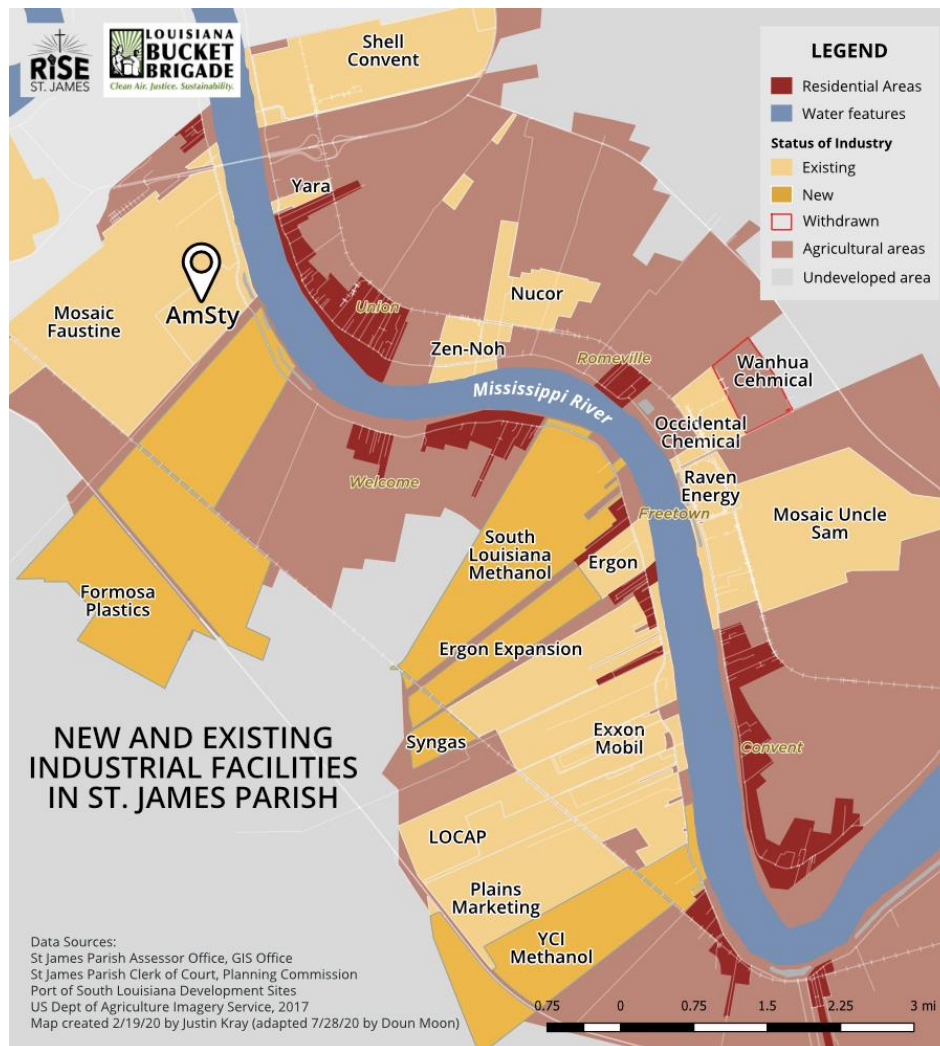 RISE
ST. JAMES
LOUISIANA
BUCKET
BRIGADE
Clean Air. Justice. Sustainability.
Shell
Convent
LEGEND
Residential Areas
Water features
Status of Industry
Existing
New
Withdrawn
Agricultural areas
Undeveloped area
Yara
Union
Nucor
Mosaic
Faustine
AmSty
Zen-Noh
Romeville
Wanhua
Cehmical
Mississippi River
Occidental
Chemical
Raven
Energy
Welcome
Freetown
Mosaic Uncle
Sam
South
Louisiana
Methanol
Ergon
Formosa
Plastics
Ergon Expansion
Syngas
Exxon
Mobil
Convent
NEW AND EXISTING
INDUSTRIAL FACILITIES
IN ST. JAMES PARISH
LOCAP
Plains
Marketing
YCI
Methanol
Data Sources:
St James Parish Assessor Office, GIS Office
St James Parish Clerk of Court, Planning Commission
Port of South Louisiana Development Sites
US Dept of Agriculture Imagery Service, 2017
Map created 2/19/20 by Justin Kray (adapted 7/28/20 by Doun Moon)
0.75 0 0.75 1.5 2.25 3 mi